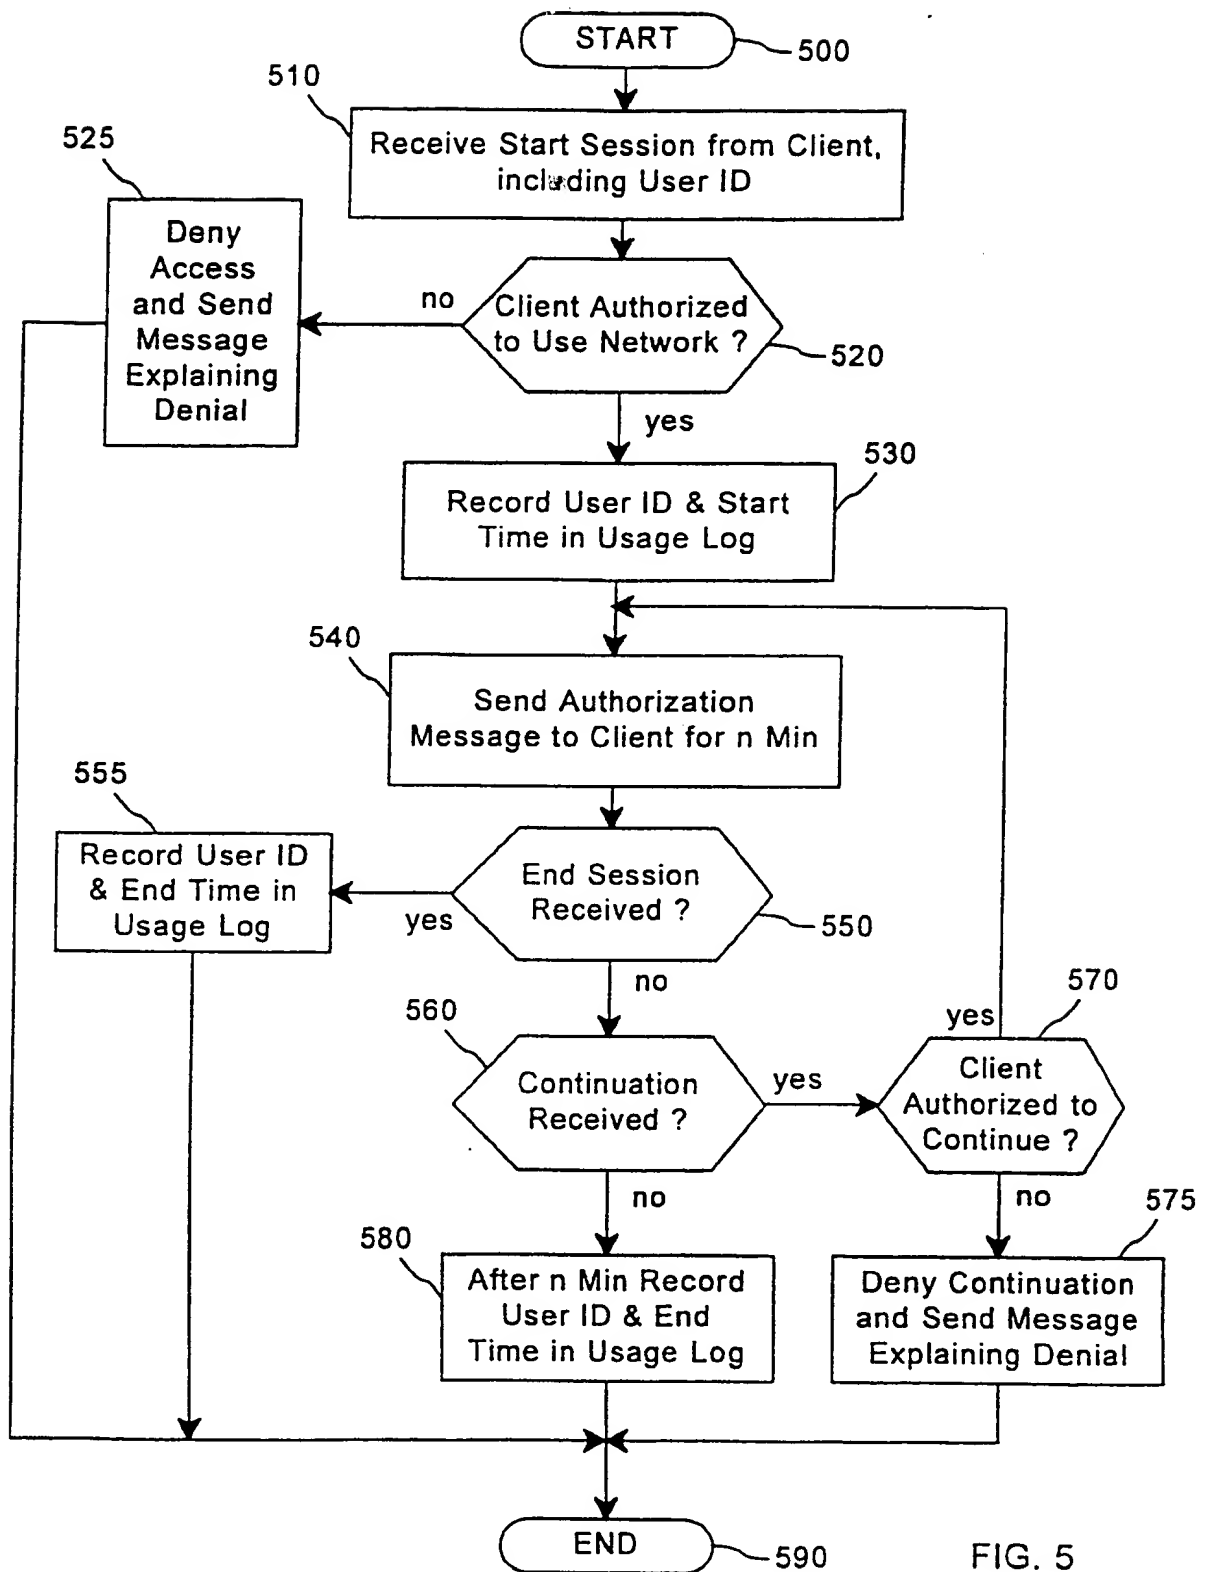 START
500
510
Receive Start Session from Client,
including User ID
525
Deny
Access
and Send
Message
Explaining
Denial
no
Client Authorized
to Use Network ?
520
yes
530
Record User ID & Start
Time in Usage Log
540
Send Authorization
Message to Client for n Min
555
Record User ID
& End Time in
Usage Log
yes
End Session
Received ?
550
no
560
Continuation
Received ?
yes
570
yes
Client
Authorized to
Continue ?
no
no
580
After n Min Record
User ID & End
Time in Usage Log
575
Deny Continuation
and Send Message
Explaining Denial
END
590
FIG. 5